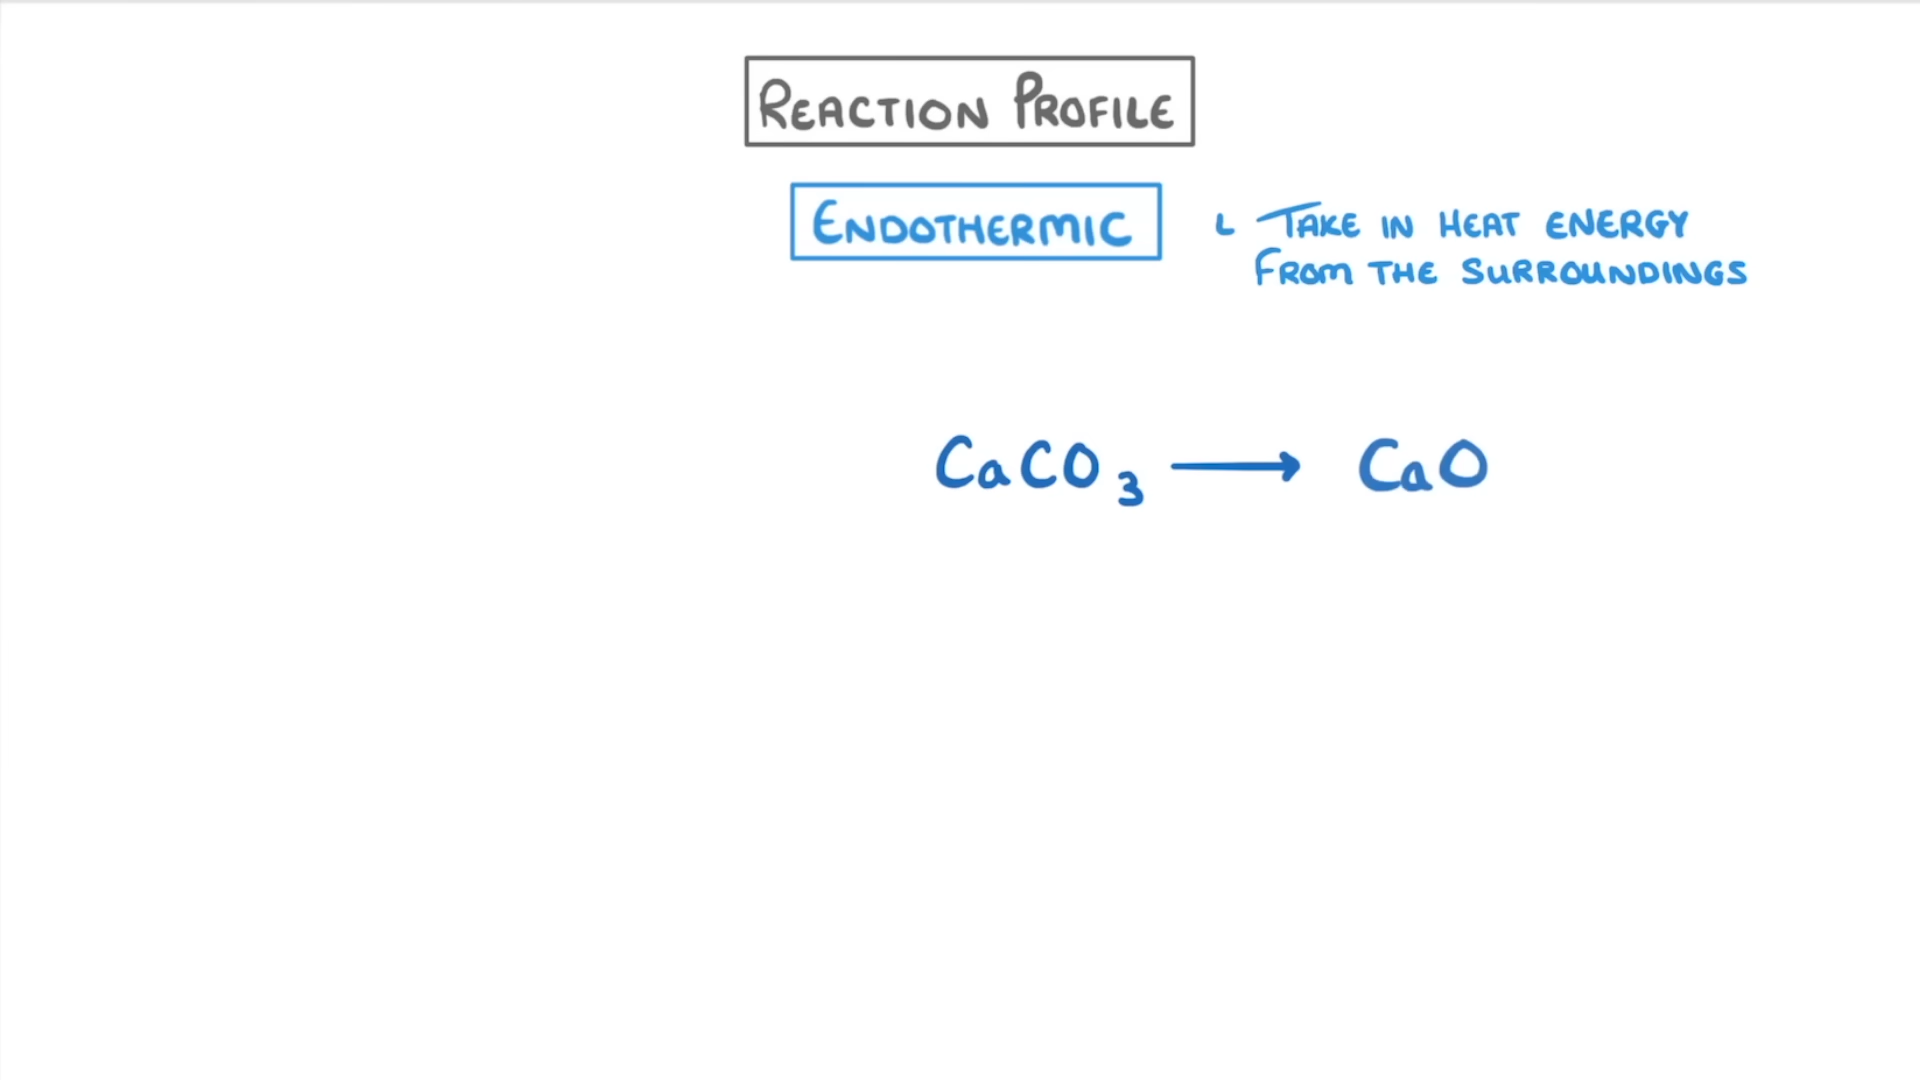 REACTION PROFILE
ENDOTHERMIC
TAKE IN HEAT ENERGY
FROM THE SURROUNDINGS
CaCO₃ → CaO